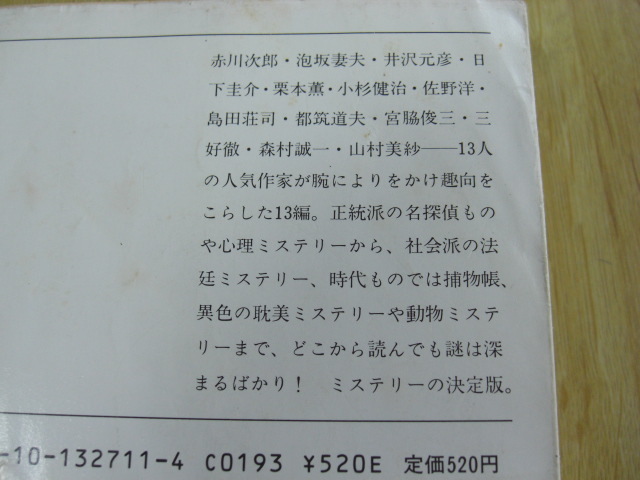 赤川次郎・泡坂妻夫・井沢元彦・日
下圭介・栗本薫・小杉健治・佐野洋・
島田荘司・都筑道夫・宮脇俊三・三
好徹・森村誠一・山村美紗――13人
の人気作家が腕によりをかけ趣向を
こらした13編。正統派の名探偵もの
や心理ミステリーから、社会派の法
廷ミステリー、時代ものでは捕物帳、
異色の耽美ミステリーや動物ミステ
リーまで、どこから読んでも謎は深
まるばかり！　ミステリーの決定版。
-10-132711-4 C0193 ¥520E 定価520円